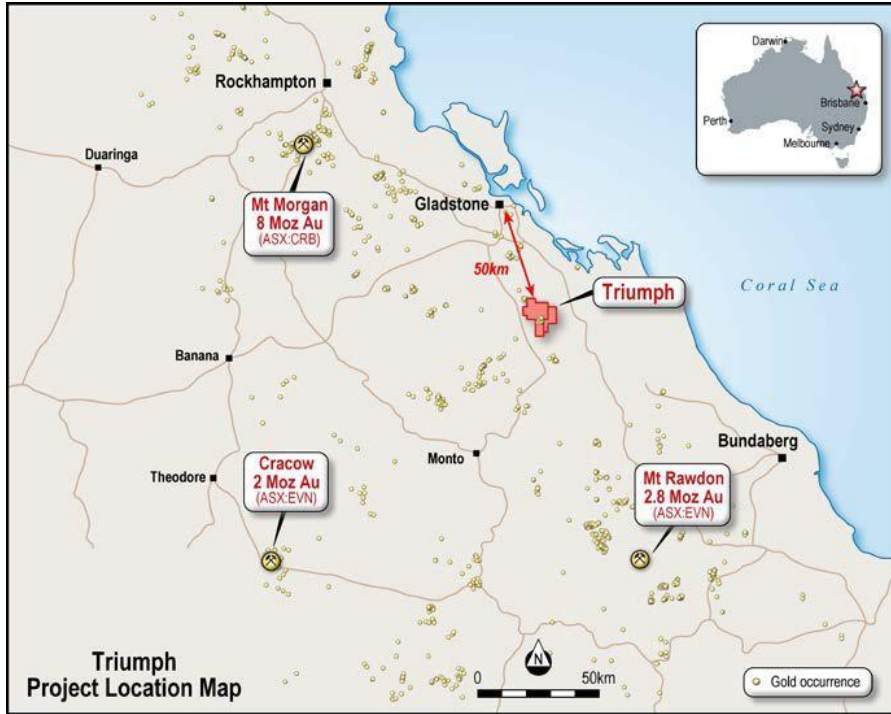 Darwin
Brisbane
Perth
Sydney
Melbourne
Rockhampton
Duaringa
Mt Morgan
8 Moz Au
(ASX:CRB)
Gladstone
50km
Triumph
Coral Sea
Banana
Theodore
Cracow
2 Moz Au
(ASX:EVN)
Monto
Bundaberg
Mt Rawdon
2.8 Moz Au
(ASX:EVN)
Triumph
Project Location Map
N
0 50km
Gold occurrence